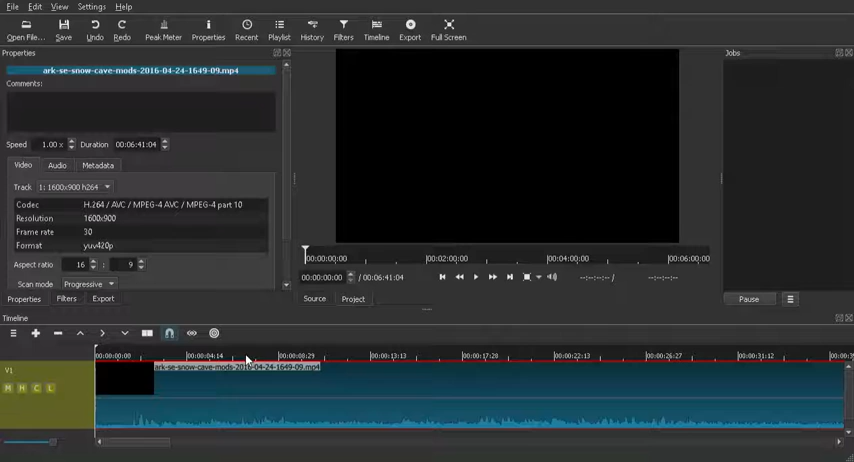 File Edit View Settings Help
Open File... Save Undo Redo Peak Meter Properties Recent Playlist History Filters Timeline Export Full Screen
Properties
ark-se-snow-cave-mods-2016-04-24-1649-09.mp4
Comments:
Speed 1.00 x Duration 00:06:41:04
Video Audio Metadata
Track 1: 1600x900 h264
Codec H.264 / AVC / MPEG-4 AVC / MPEG-4 part 10
Resolution 1600x900
Frame rate 30
Format yuv420p
Aspect ratio 16 : 9
Scan mode Progressive
Properties Filters Export
00:00:00:00 00:02:00:00 00:04:00:00 00:06:00:00
00:00:00:00 / 00:06:41:04 --:--:--:-- / --:--:--:--
Source Project
Jobs
Pause
Timeline
00:00:00:00 00:00:04:14 00:00:08:29 00:00:13:13 00:00:17:28 00:00:22:13 00:00:26:27 00:00:31:12
V1
ark-se-snow-cave-mods-2016-04-24-1649-09.mp4
M H C L